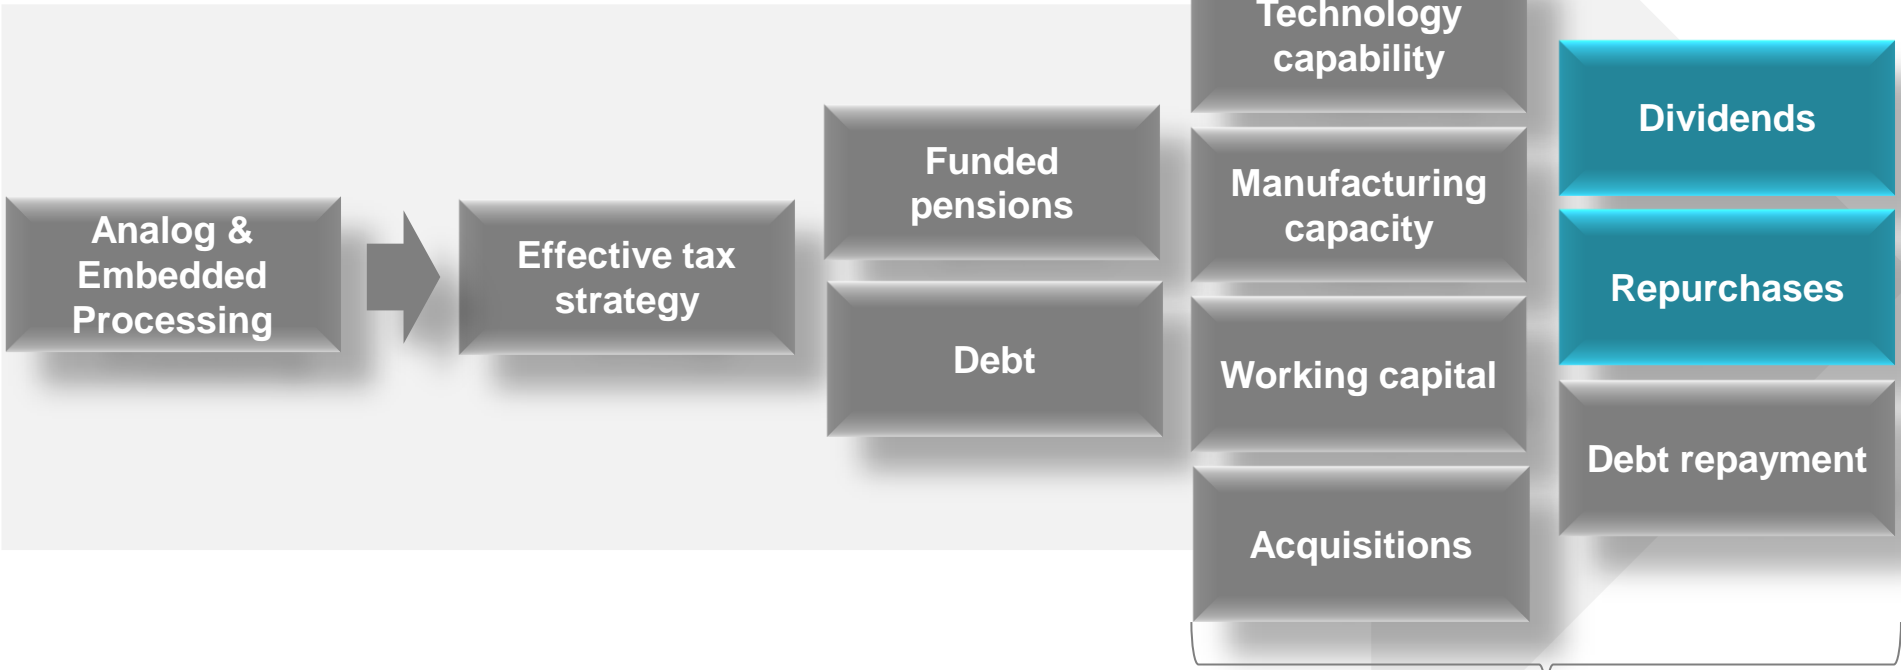 Analog &
Embedded
Processing
Effective tax
strategy
Funded
pensions
Debt
Technology
capability
Manufacturing
capacity
Working capital
Acquisitions
Dividends
Repurchases
Debt repayment